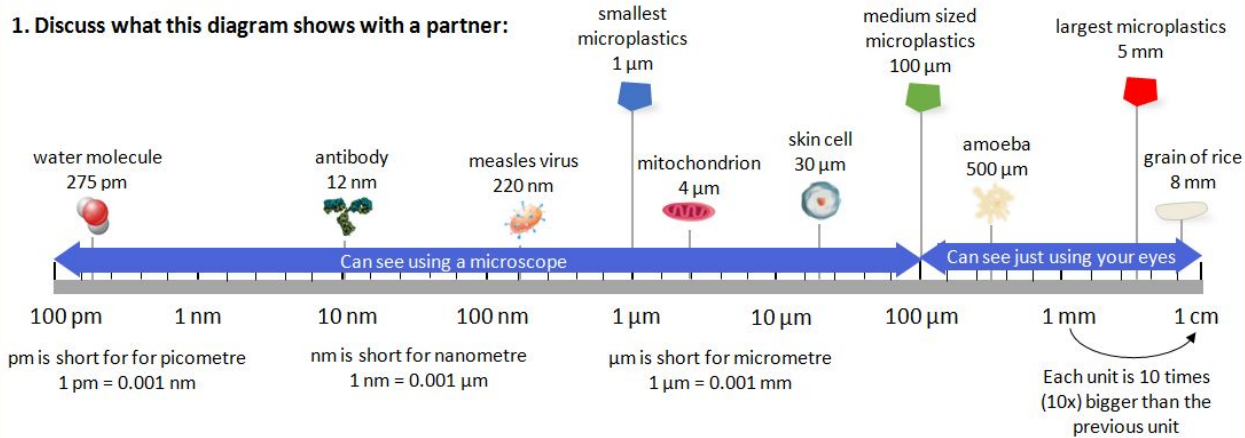 1. Discuss what this diagram shows with a partner:
smallest
microplastics
1 µm
medium sized
microplastics
100 µm
largest microplastics
5 mm
water molecule
275 pm
antibody
12 nm
measles virus
220 nm
mitochondrion
4 µm
skin cell
30 µm
amoeba
500 µm
grain of rice
8 mm
Can see using a microscope
Can see just using your eyes
100 pm
1 nm
10 nm
100 nm
1 µm
10 µm
100 µm
1 mm
1 cm
pm is short for for picometre
1 pm = 0.001 nm
nm is short for nanometre
1 nm = 0.001 µm
µm is short for micrometre
1 µm = 0.001 mm
Each unit is 10 times
(10x) bigger than the
previous unit